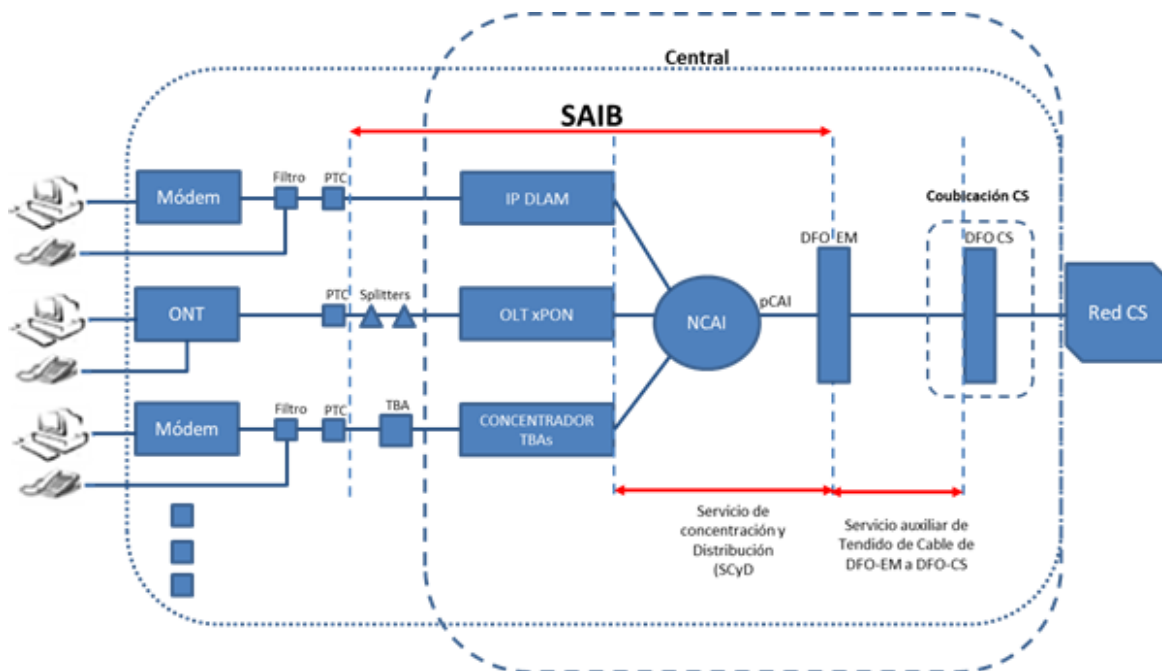 Central
SAIB
Filtro
PTC
Módem
IP DLAM
Coubicación CS
DFO EM
DFO CS
PTC
Splitters
ONT
OLT xPON
NCAI
pCAI
Red CS
Filtro
PTC
TBA
Módem
CONCENTRADOR
TBAs
Servicio de
concentración y
Distribución
(SCyD
Servicio auxiliar de
Tendido de Cable de
DFO-EM a DFO-CS